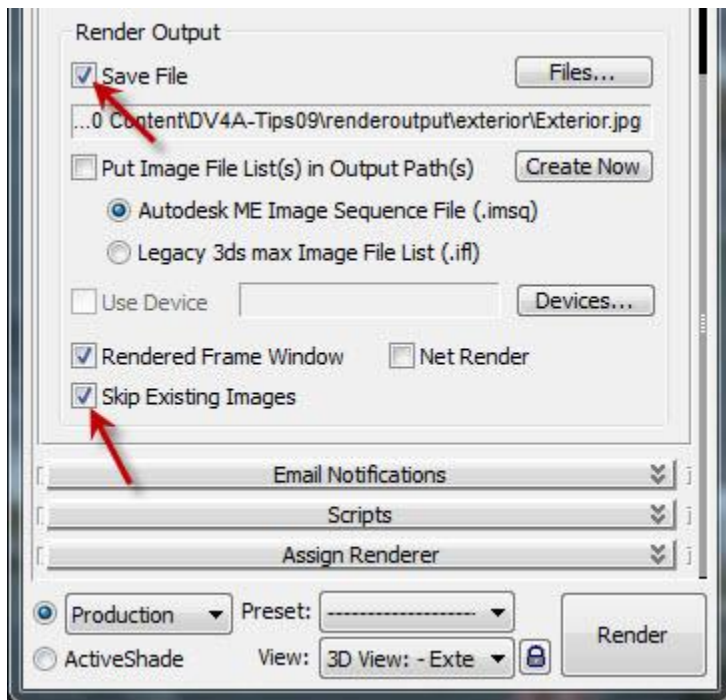 Render Output
Save File Files...
...0 Content\DV4A-Tips09\renderoutput\exterior\Exterior.jpg
Put Image File List(s) in Output Path(s) Create Now
Autodesk ME Image Sequence File (.imsq)
Legacy 3ds max Image File List (.ifl)
Use Device Devices...
Rendered Frame Window Net Render
Skip Existing Images
Email Notifications
Scripts
Assign Renderer
Production Preset: -------------------- Render
ActiveShade View: 3D View: - Exte